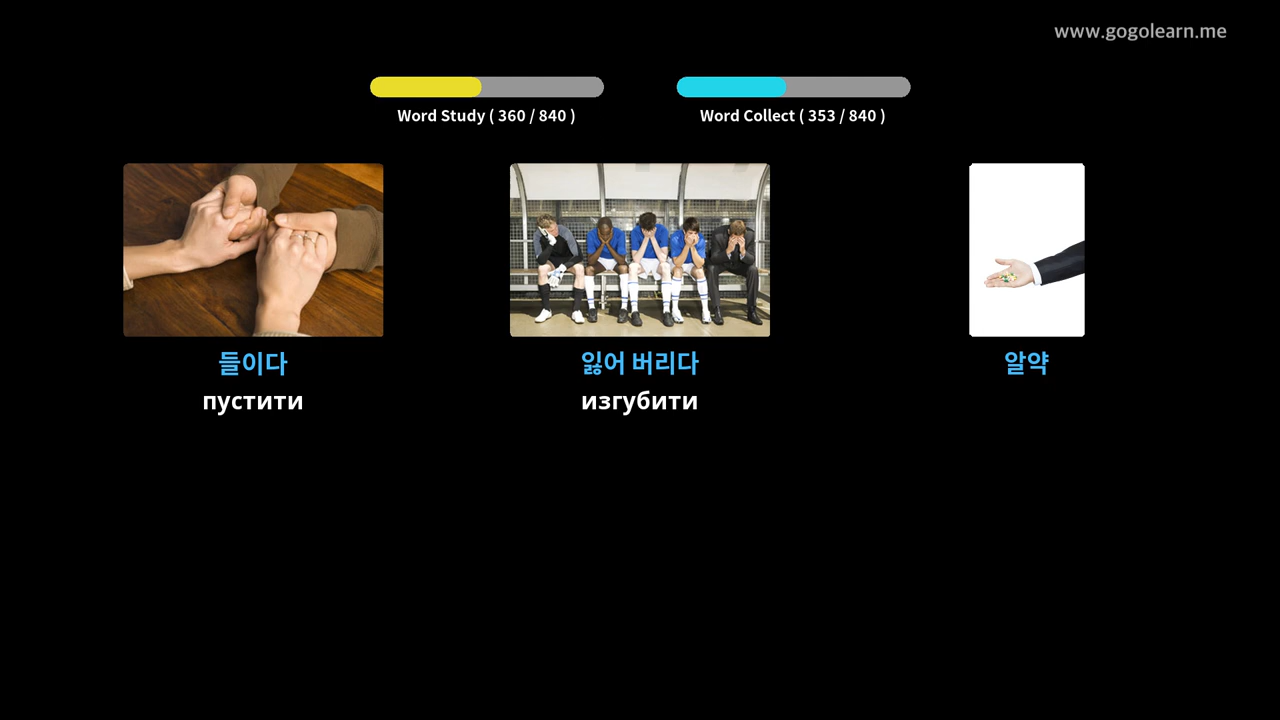 www.gogolearn.me
Word Study ( 360 / 840 )
Word Collect ( 353 / 840 )
들이다
пустити
잃어 버리다
изгубити
알약